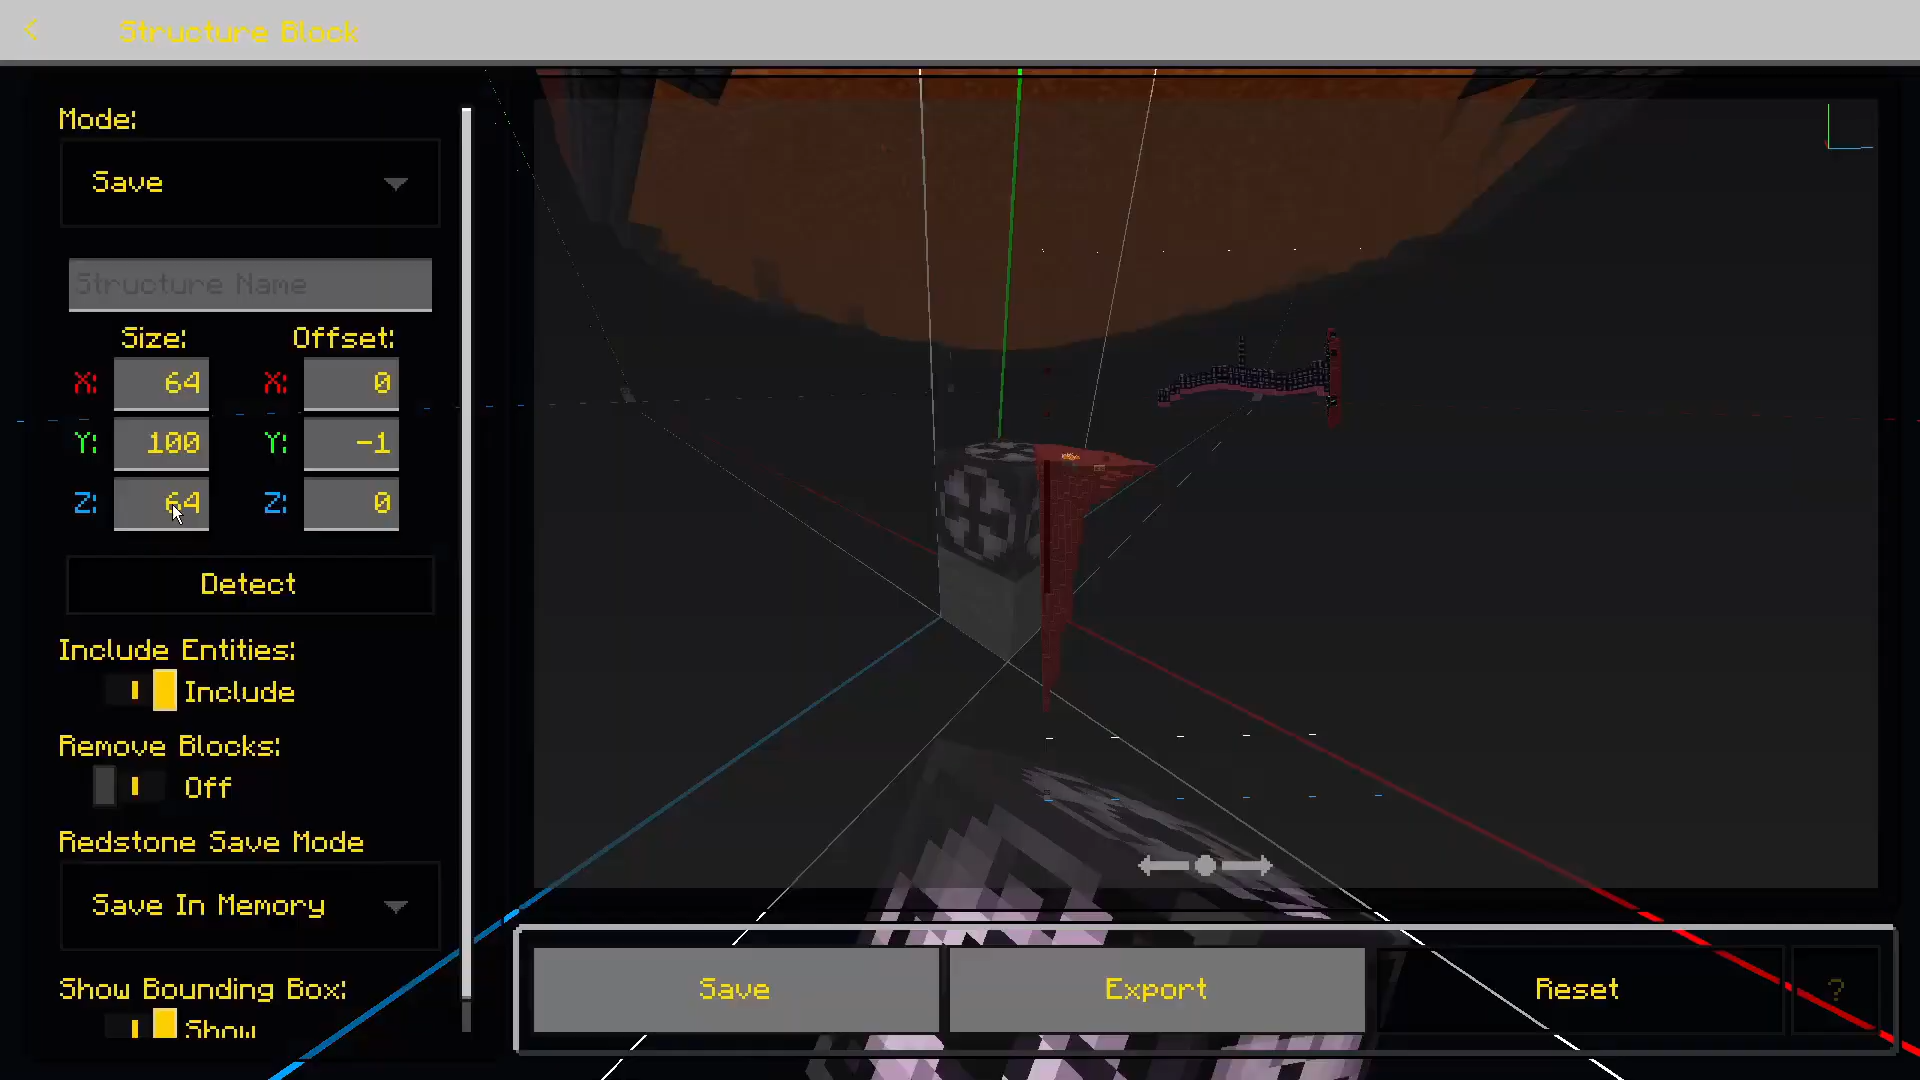 Structure Block
Mode:
Save
Structure Name
Size: Offset:
X: 64 X: 0
Y: 100 Y: -1
Z: 64 Z: 0
Detect
Include Entities:
Include
Remove Blocks:
Off
Redstone Save Mode
Save In Memory
Show Bounding Box:
Show
Save Export Reset ?